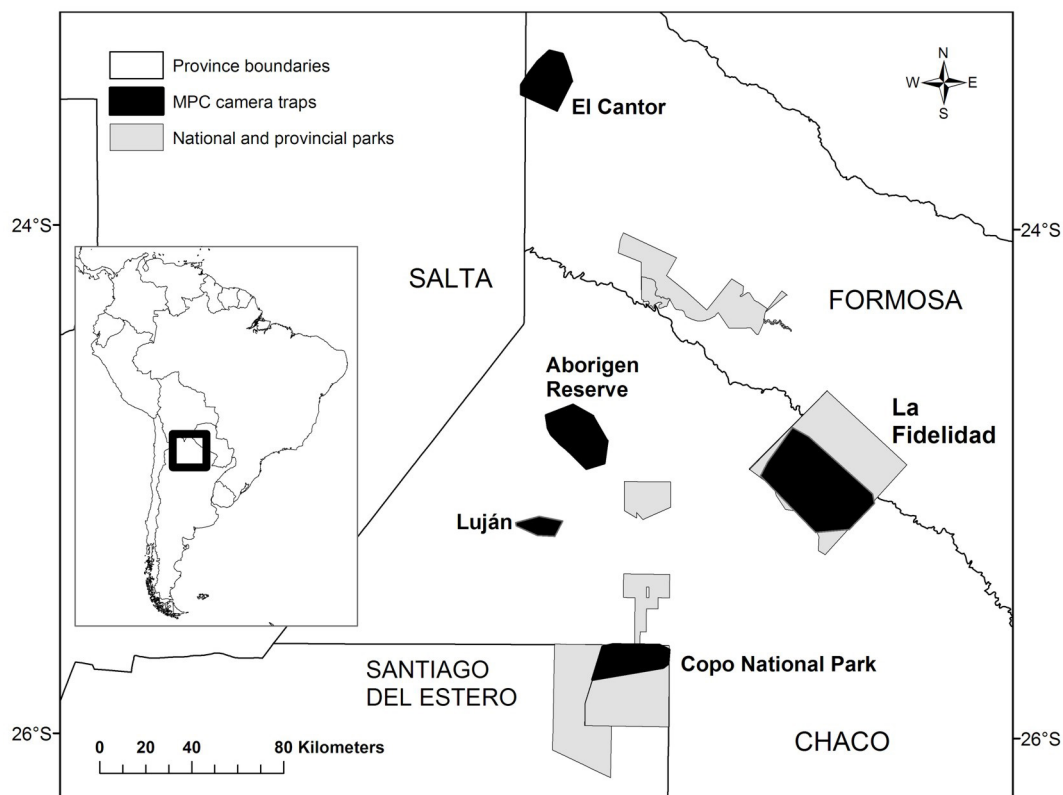 Province boundaries
MPC camera traps
National and provincial parks
N
W E
S
El Cantor
24°S
24°S
SALTA
FORMOSA
Aborigen
Reserve
La
Fidelidad
Luján
Copo National Park
SANTIAGO
DEL ESTERO
26°S
26°S
CHACO
0 20 40 80 Kilometers